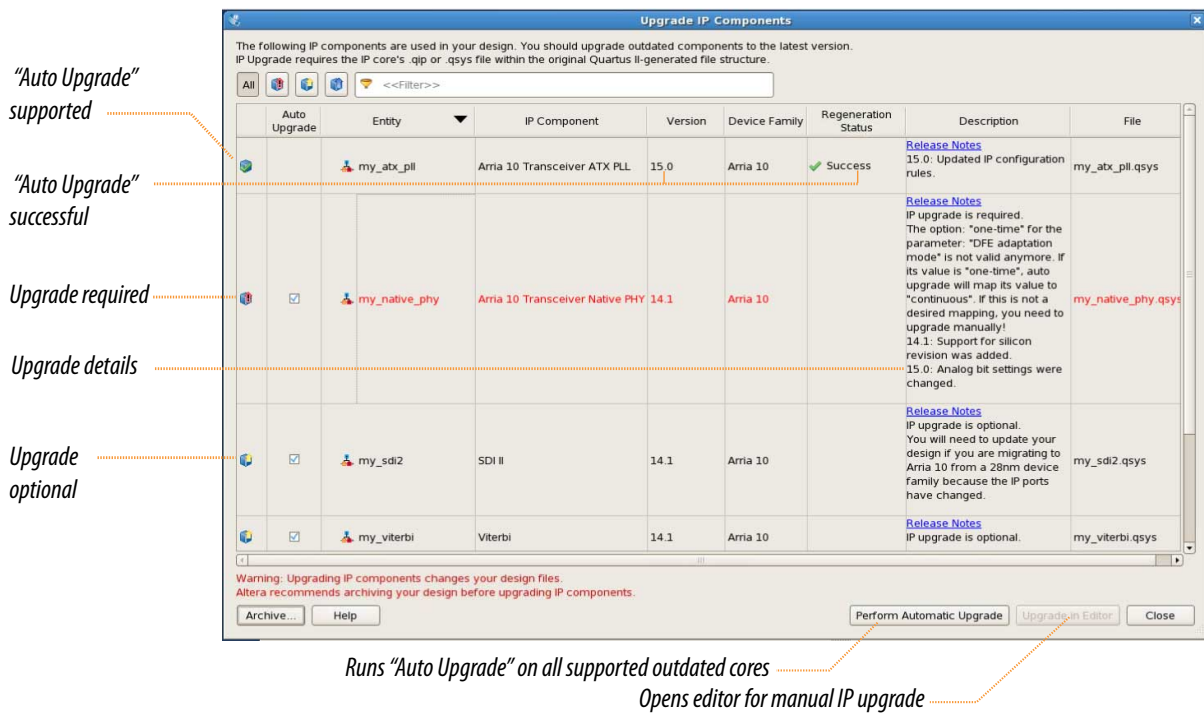 Upgrade IP Components
The following IP components are used in your design. You should upgrade outdated components to the latest version.
IP Upgrade requires the IP core's .qip or .qsys file within the original Quartus II-generated file structure.
All
<<Filter>>
Auto Upgrade
Entity
IP Component
Version
Device Family
Regeneration Status
Description
File
my_atx_pll
Arria 10 Transceiver ATX PLL
15.0
Arria 10
Success
Release Notes
15.0: Updated IP configuration
rules.
my_atx_pll.qsys
my_native_phy
Arria 10 Transceiver Native PHY
14.1
Arria 10
Release Notes
IP upgrade is required.
The option: "one-time" for the
parameter: "DFE adaptation
mode" is not valid anymore. If
its value is "one-time", auto
upgrade will map its value to
"continuous". If this is not a
desired mapping, you need to
upgrade manually!
14.1: Support for silicon
revision was added.
15.0: Analog bit settings were
changed.
my_native_phy.qsys
my_sdi2
SDI II
14.1
Arria 10
Release Notes
IP upgrade is optional.
You will need to update your
design if you are migrating to
Arria 10 from a 28nm device
family because the IP ports
have changed.
my_sdi2.qsys
my_viterbi
Viterbi
14.1
Arria 10
Release Notes
IP upgrade is optional.
my_viterbi.qsys
Warning: Upgrading IP components changes your design files.
Altera recommends archiving your design before upgrading IP components.
Archive...
Help
Perform Automatic Upgrade
Upgrade in Editor
Close
"Auto Upgrade"
supported
"Auto Upgrade"
successful
Upgrade required
Upgrade details
Upgrade
optional
Runs "Auto Upgrade" on all supported outdated cores
Opens editor for manual IP upgrade